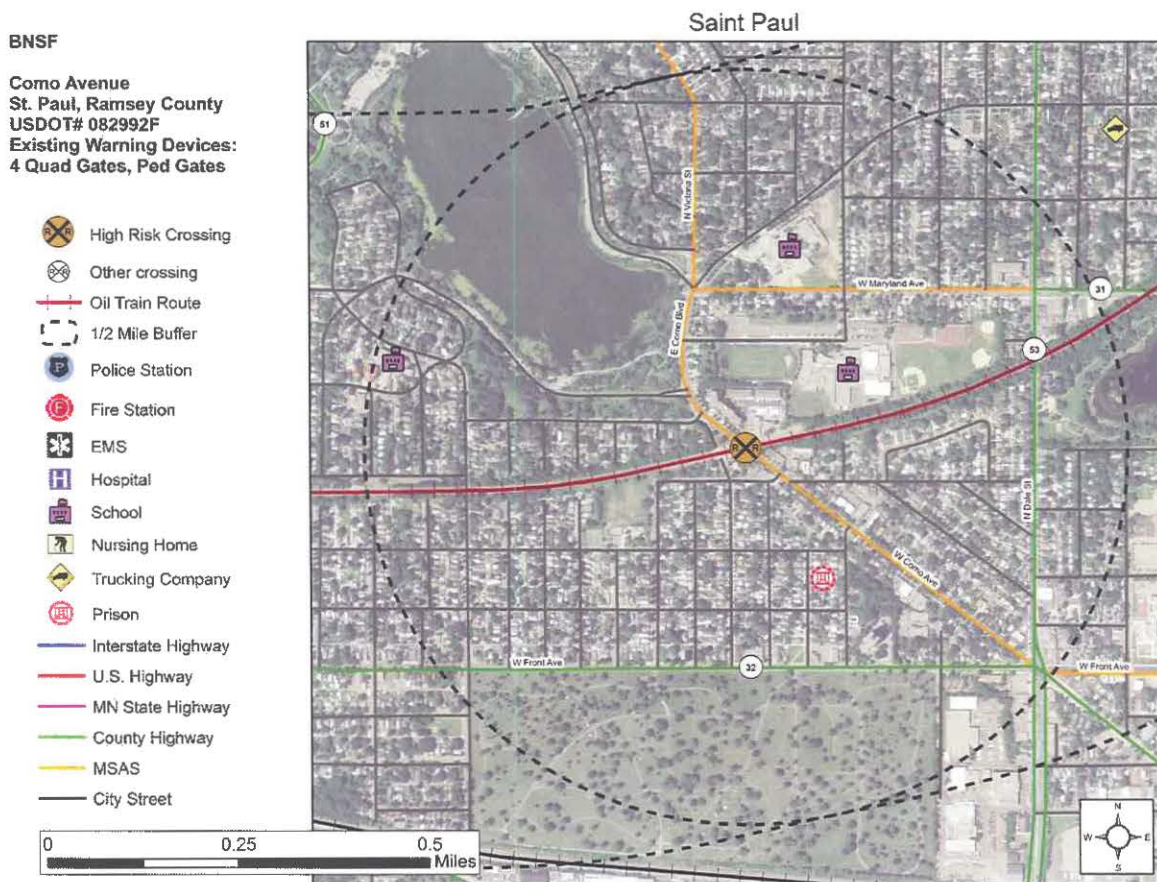 Saint Paul
BNSF
Como Avenue
St. Paul, Ramsey County
USDOT# 082992F
Existing Warning Devices:
4 Quad Gates, Ped Gates
R R High Risk Crossing
R R Other crossing
Oil Train Route
1/2 Mile Buffer
P Police Station
F Fire Station
EMS
H Hospital
School
Nursing Home
Trucking Company
Prison
Interstate Highway
U.S. Highway
MN State Highway
County Highway
MSAS
City Street
0 0.25 0.5
Miles
51
N Victoria St
W Maryland Ave
31
E Como Blvd
53
R R
N Dale St
W Como Ave
W Front Ave
32
W Front Ave
N
W E
S